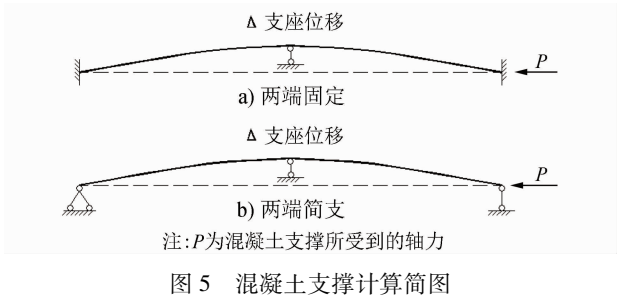 Δ 支座位移
P
a) 两端固定
Δ 支座位移
P
b) 两端简支
注:P为混凝土支撑所受到的轴力
图 5 混凝土支撑计算简图